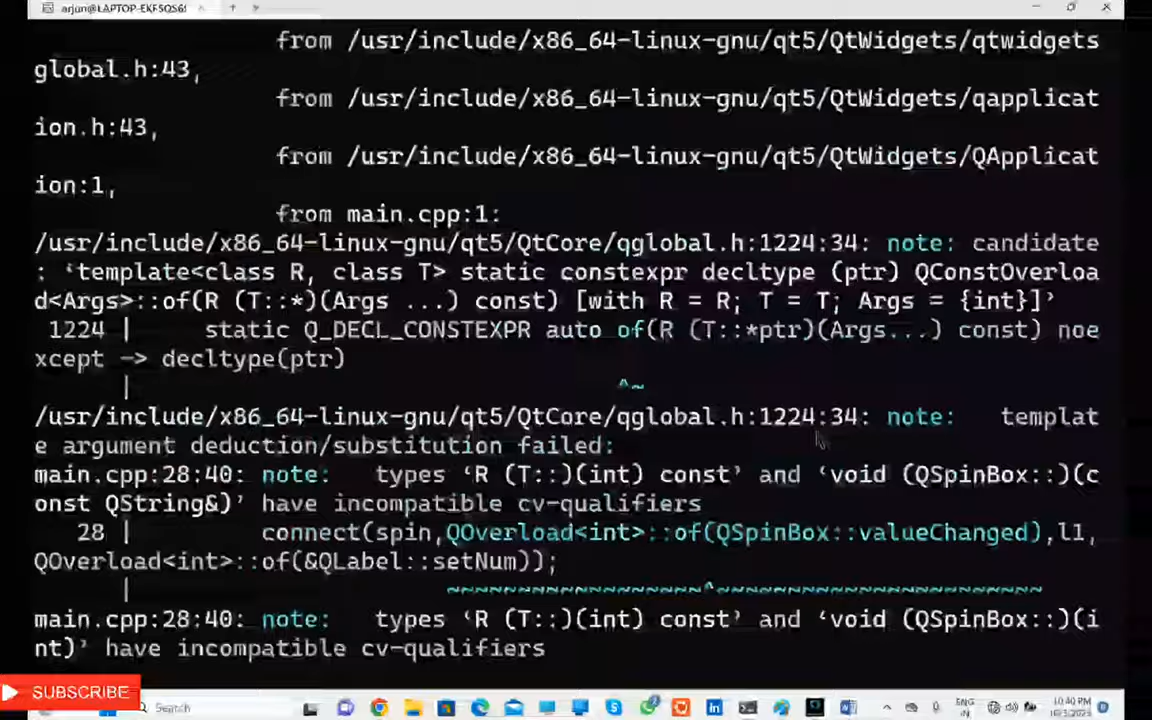 arjun@LAPTOP-EKF5QS6S
from /usr/include/x86_64-linux-gnu/qt5/QtWidgets/qtwidgets
global.h:43,
from /usr/include/x86_64-linux-gnu/qt5/QtWidgets/qapplicat
ion.h:43,
from /usr/include/x86_64-linux-gnu/qt5/QtWidgets/QApplicat
ion:1,
from main.cpp:1:
/usr/include/x86_64-linux-gnu/qt5/QtCore/qglobal.h:1224:34: note: candidate
: ‘template<class R, class T> static constexpr decltype (ptr) QConstOverloa
d<Args>::of(R (T::*)(Args ...) const) [with R = R; T = T; Args = {int}]’
1224 |     static Q_DECL_CONSTEXPR auto of(R (T::*ptr)(Args...) const) noe
xcept -> decltype(ptr)
|                                  ^~
/usr/include/x86_64-linux-gnu/qt5/QtCore/qglobal.h:1224:34: note:   templat
e argument deduction/substitution failed:
main.cpp:28:40: note:   types ‘R (T::)(int) const’ and ‘void (QSpinBox::)(c
onst QString&)’ have incompatible cv-qualifiers
28 |         connect(spin,QOverload<int>::of(QSpinBox::valueChanged),l1,
QOverload<int>::of(&QLabel::setNum));
|                      ~~~~~~~~~~~~~~~~~~^~~~~~~~~~~~~~~~~~~~~~~~
main.cpp:28:40: note:   types ‘R (T::)(int) const’ and ‘void (QSpinBox::)(i
nt)’ have incompatible cv-qualifiers
SUBSCRIBE
Search
ENG
IN
10:40 PM